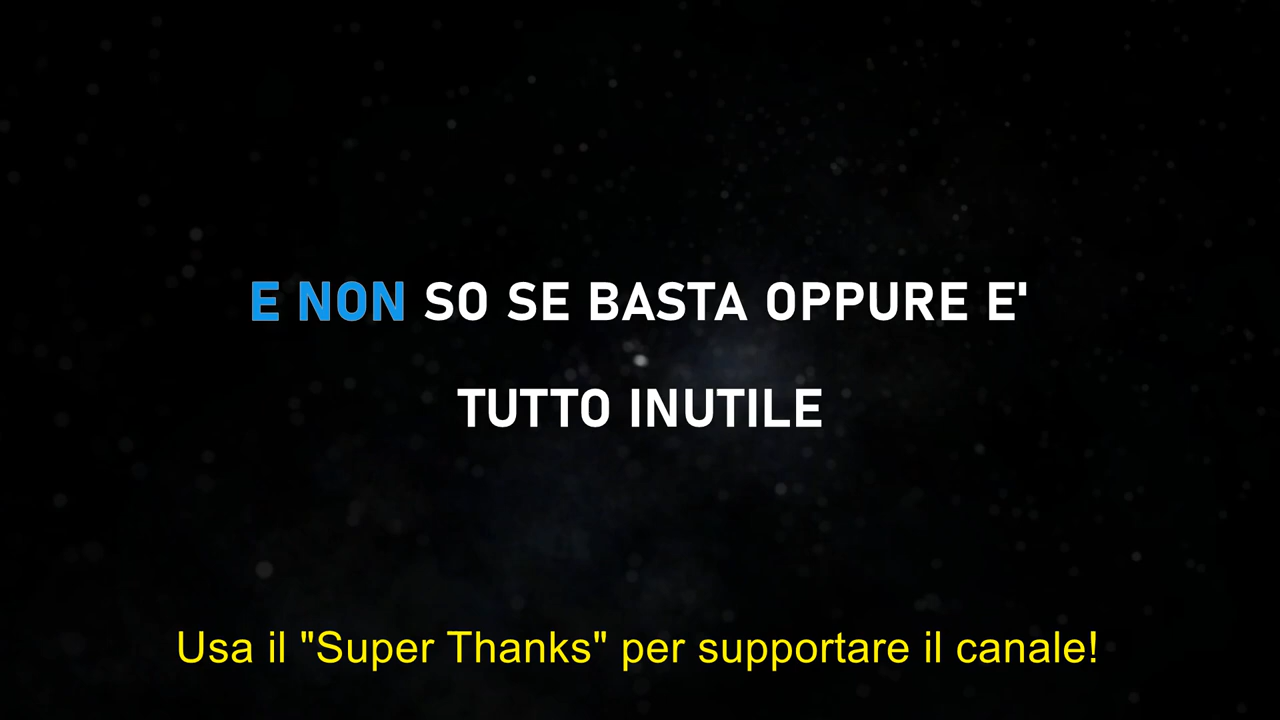 E NON SO SE BASTA OPPURE E'
TUTTO INUTILE
Usa il "Super Thanks" per supportare il canale!